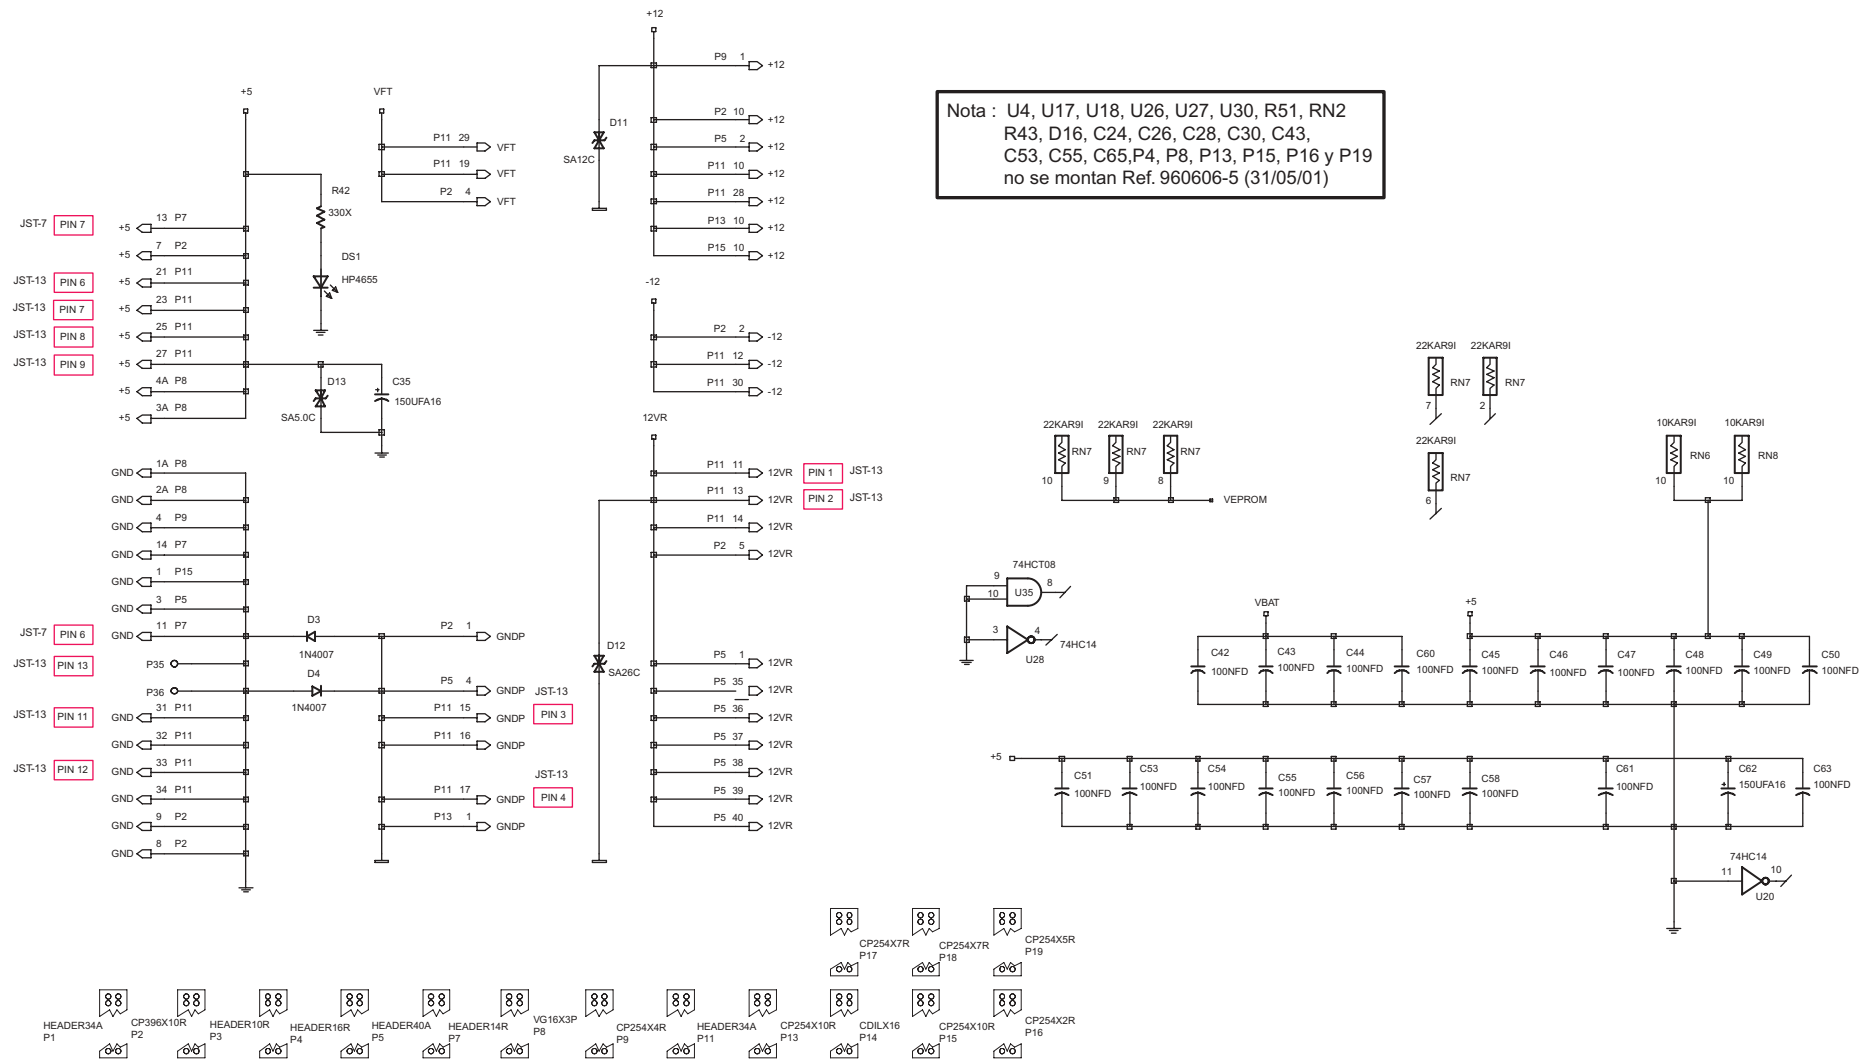 +12
P9 1 +12
P2 10 +12
P5 2 +12
P11 10 +12
P11 28 +12
P13 10 +12
P15 10 +12
D11
SA12C
Nota : U4, U17, U18, U26, U27, U30, R51, RN2
R43, D16, C24, C26, C28, C30, C43,
C53, C55, C65,P4, P8, P13, P15, P16 y P19
no se montan Ref. 960606-5 (31/05/01)
+5
VFT
P11 29 VFT
P11 19 VFT
P2 4 VFT
R42
330X
DS1
HP4655
JST-7 PIN 7 +5 13 P7
+5 7 P2
JST-13 PIN 6 +5 21 P11
JST-13 PIN 7 +5 23 P11
JST-13 PIN 8 +5 25 P11
JST-13 PIN 9 +5 27 P11
+5 4A P8
+5 3A P8
D13
SA5.0C
C35
+
150UFA16
-12
P2 2 -12
P11 12 -12
P11 30 -12
12VR
P11 11 12VR PIN 1 JST-13
P11 13 12VR PIN 2 JST-13
P11 14 12VR
P2 5 12VR
D12
SA26C
P5 1 12VR
P5 35 12VR
P5 36 12VR
P5 37 12VR
P5 38 12VR
P5 39 12VR
P5 40 12VR
GND 1A P8
GND 2A P8
GND 4 P9
GND 14 P7
GND 1 P15
GND 3 P5
JST-7 PIN 6 GND 11 P7
JST-13 PIN 13 P35
P36
JST-13 PIN 11 GND 31 P11
GND 32 P11
JST-13 PIN 12 GND 33 P11
GND 34 P11
GND 9 P2
GND 8 P2
D3
1N4007
D4
1N4007
P2 1 GNDP
P5 4 GNDP JST-13
P11 15 GNDP PIN 3
P11 16 GNDP
JST-13
P11 17 GNDP PIN 4
P13 1 GNDP
22KAR9I 22KAR9I
RN7 RN7
7 2
22KAR9I 22KAR9I 22KAR9I
RN7 RN7 RN7
10 9 8
VEPROM
22KAR9I
RN7
6
10KAR9I 10KAR9I
RN6 RN8
10 10
74HCT08
9
10 U35 8
3 4 74HC14
U28
VBAT +5
C42 C43 C44 C60 C45 C46 C47 C48 C49 C50
100NFD 100NFD 100NFD 100NFD 100NFD 100NFD 100NFD 100NFD 100NFD 100NFD
+5
C51 C53 C54 C55 C56 C57 C58 C61 C62 C63
100NFD 100NFD 100NFD 100NFD 100NFD 100NFD 100NFD 100NFD + 150UFA16 100NFD
74HC14
11 10
U20
CP254X7R CP254X7R CP254X5R
P17 P18 P19
HEADER34A CP396X10R HEADER10R HEADER16R HEADER40A HEADER14R VG16X3P CP254X4R HEADER34A CP254X10R CDILX16 CP254X10R CP254X2R
P1 P2 P3 P4 P5 P7 P8 P9 P11 P13 P14 P15 P16